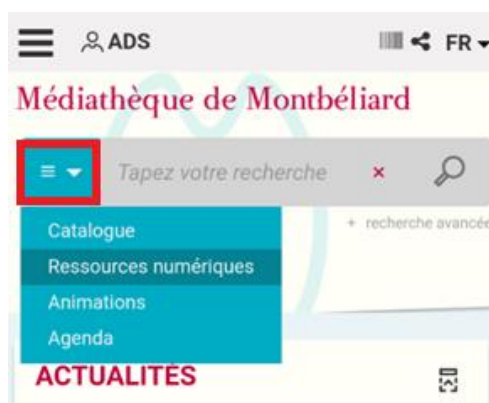 ADS FR
Médiathèque de Montbéliard
Tapez votre recherche ×
Catalogue + recherche avancée
Ressources numériques
Animations
Agenda
ACTUALITÉS